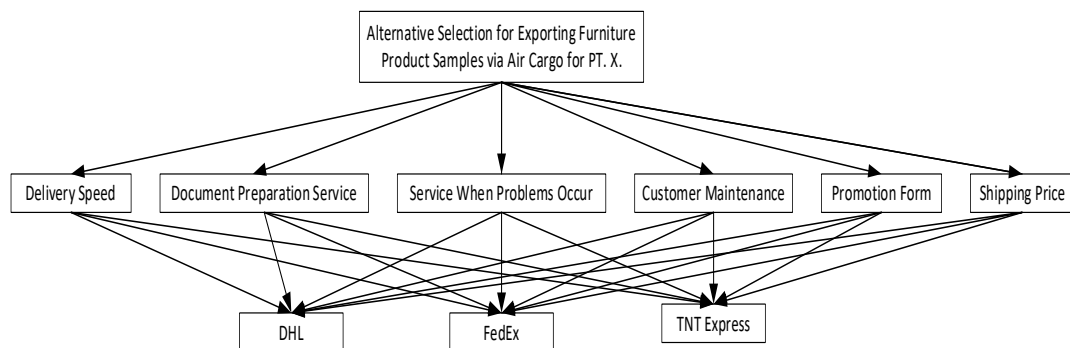 Alternative Selection for Exporting Furniture
Product Samples via Air Cargo for PT. X.
Delivery Speed
Document Preparation Service
Service When Problems Occur
Customer Maintenance
Promotion Form
Shipping Price
DHL
FedEx
TNT Express